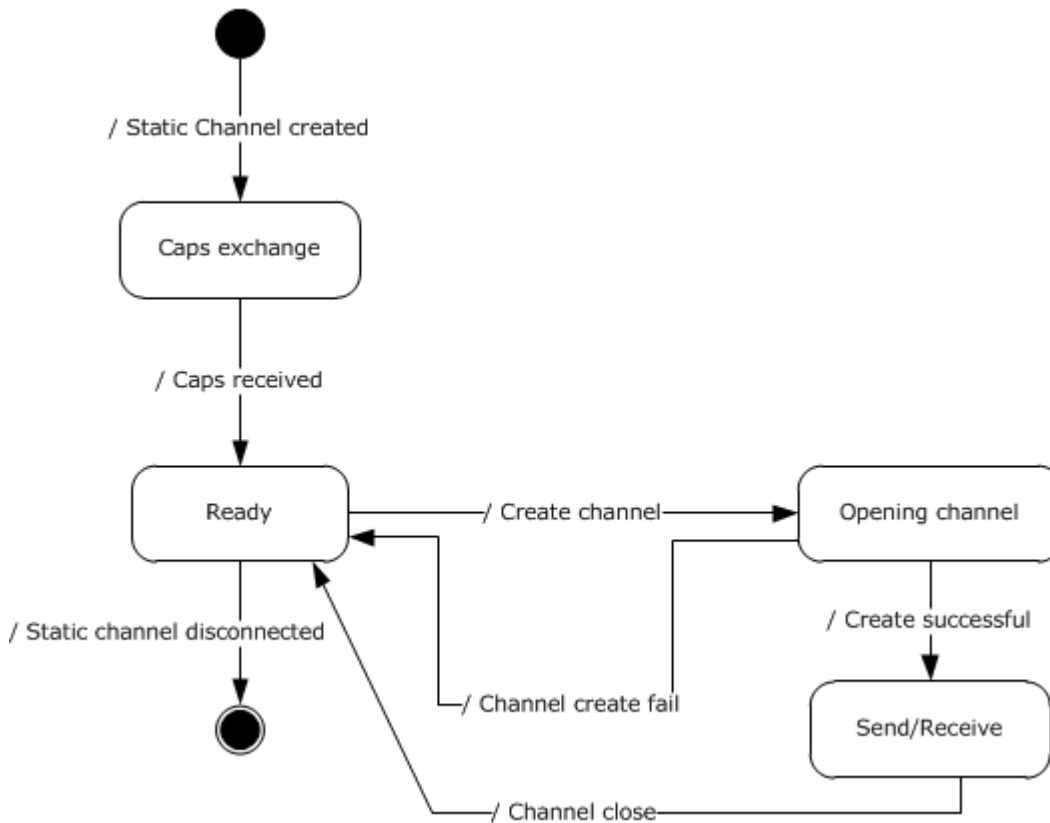 / Static Channel created
Caps exchange
/ Caps received
Ready
/ Create channel
Opening channel
/ Static channel disconnected
/ Create successful
/ Channel create fail
Send/Receive
/ Channel close